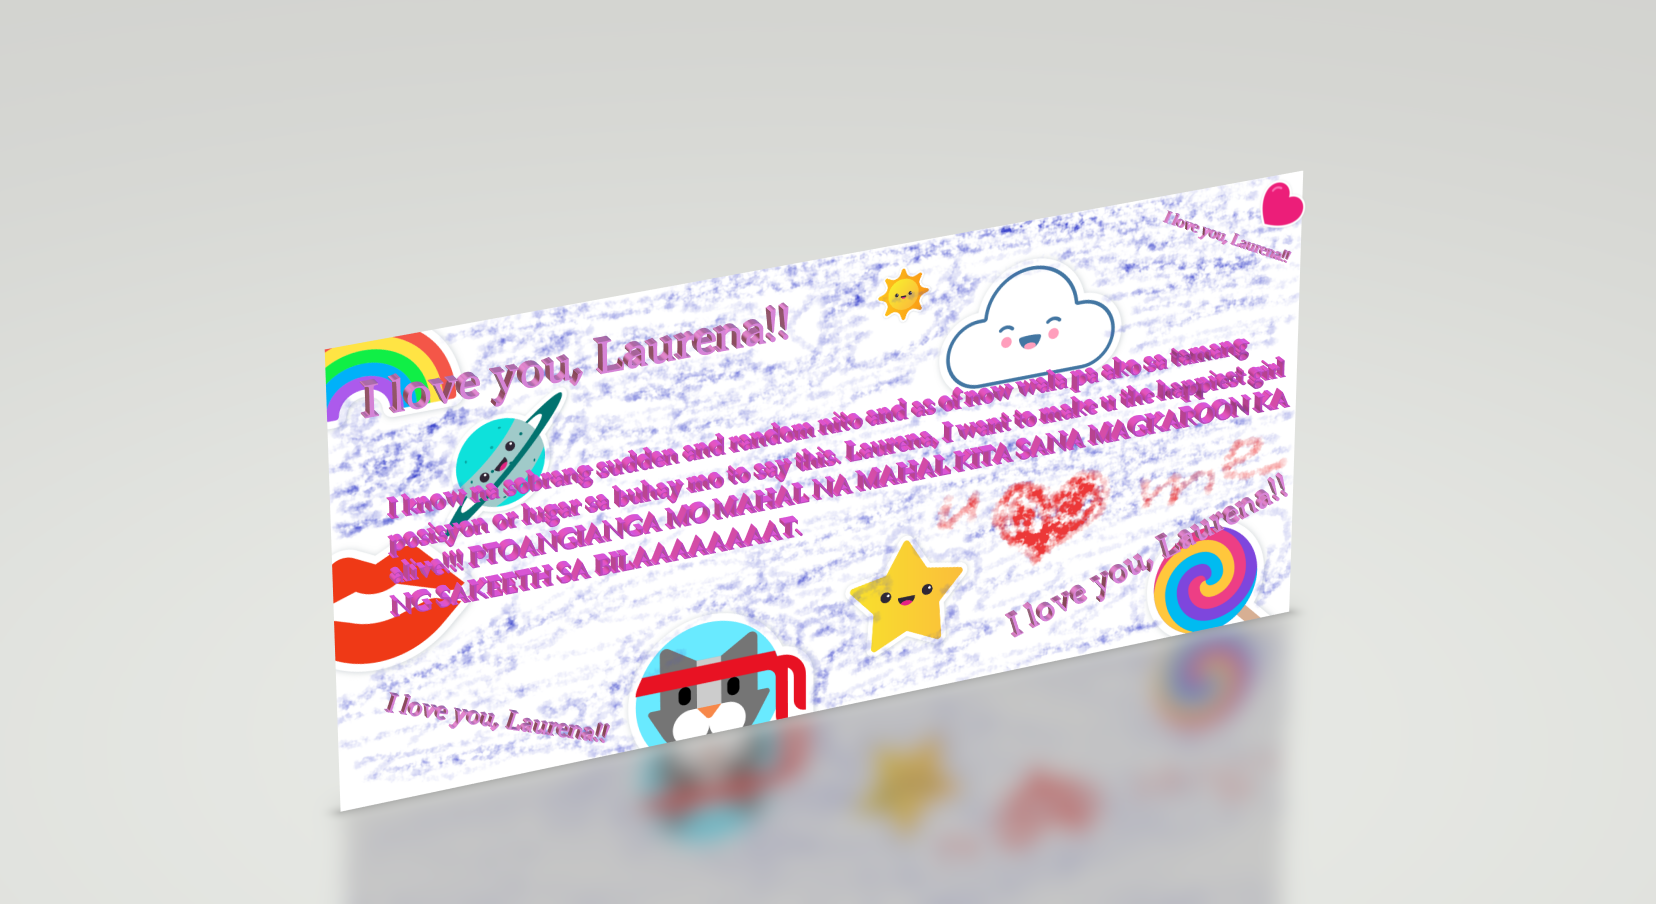 I love you, Laurena!!
I love you, Laurena!!
I know na sobrang sudden and random nito and as of now wala pa ako sa tamang
posisyon or lugar sa buhay mo to say this. Laurena, I want to make u the happiest girl
alive!!! PTOANGIANGA MO MAHAL NA MAHAL KITA SANA MAGKAROON KA
NG SAKEETH SA BILAAAAAAAAT.
I love you, Laurena!!
I love you, Laurena!!